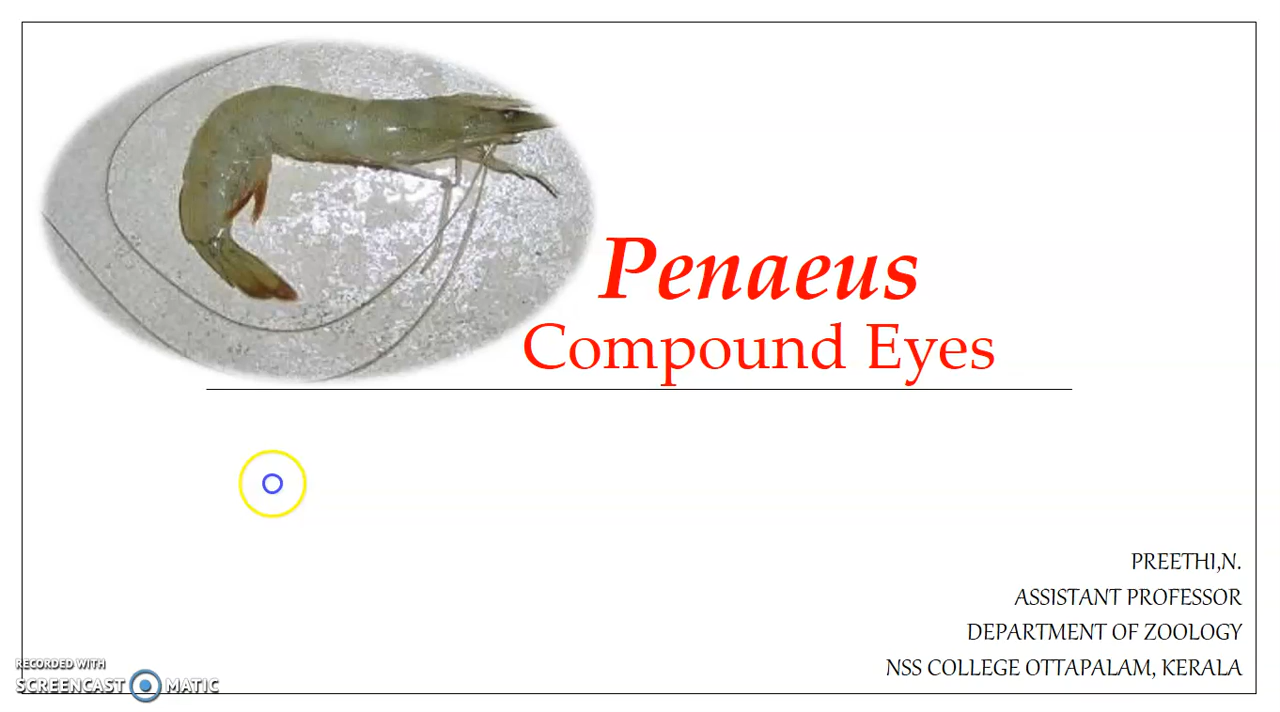 Penaeus
Compound Eyes
PREETHI,N.
ASSISTANT PROFESSOR
DEPARTMENT OF ZOOLOGY
NSS COLLEGE OTTAPALAM, KERALA
RECORDED WITH
SCREENCAST MATIC